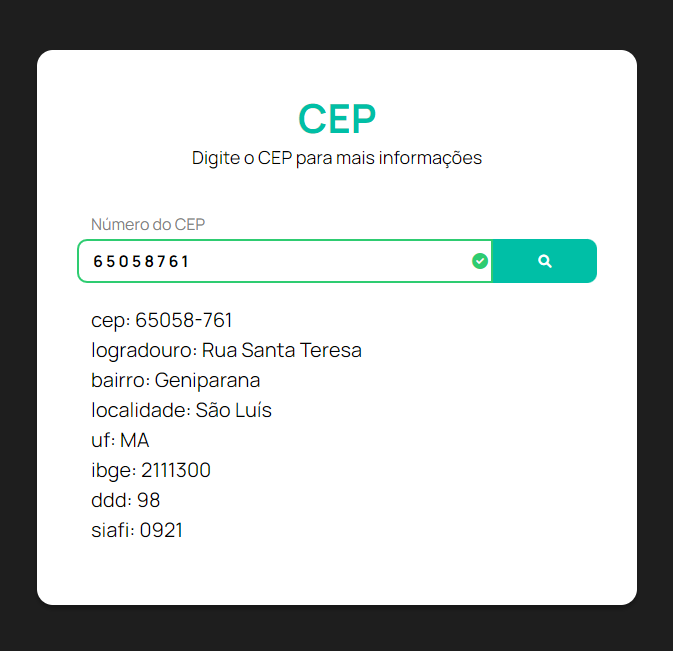 CEP
Digite o CEP para mais informações
Número do CEP
65058761
cep: 65058-761
logradouro: Rua Santa Teresa
bairro: Geniparana
localidade: São Luís
uf: MA
ibge: 2111300
ddd: 98
siafi: 0921